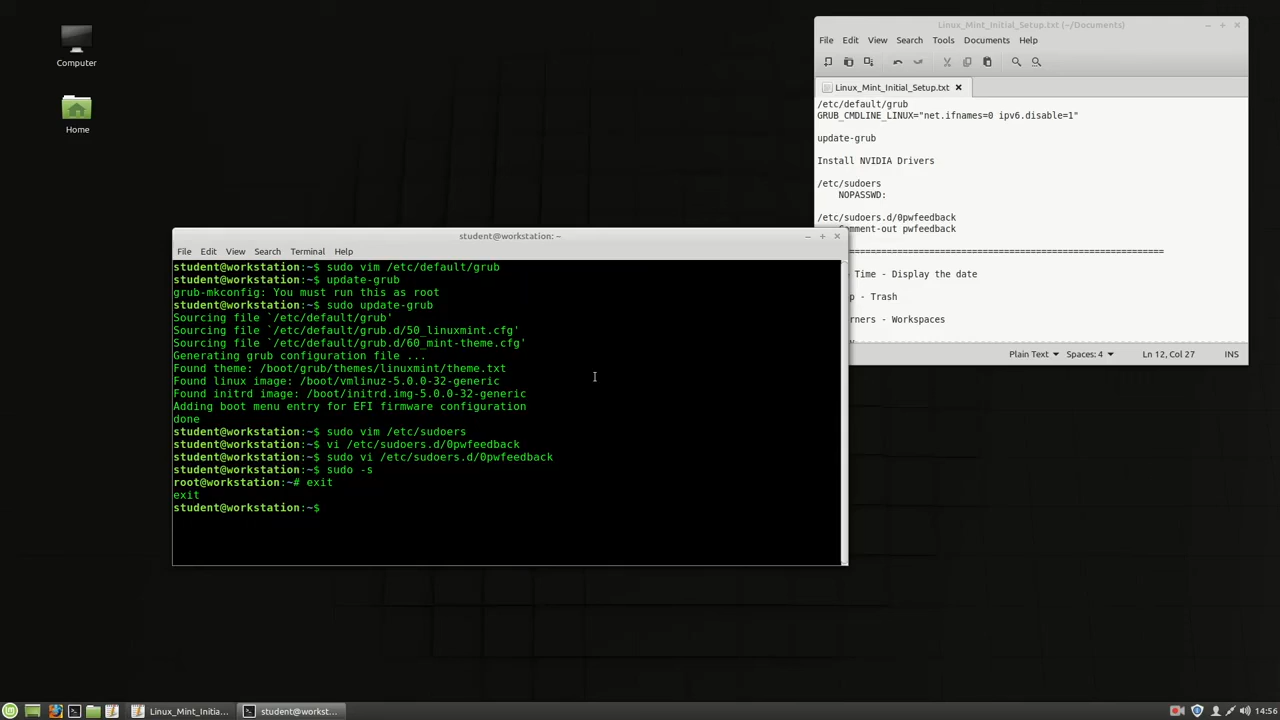 Computer
Home
Linux_Mint_Initial_Setup.txt (~/Documents)
File Edit View Search Tools Documents Help
Linux_Mint_Initial_Setup.txt
/etc/default/grub
GRUB_CMDLINE_LINUX="net.ifnames=0 ipv6.disable=1"
update-grub
Install NVIDIA Drivers
/etc/sudoers
NOPASSWD:
/etc/sudoers.d/0pwfeedback
omment-out pwfeedback
==========================================================
Time - Display the date
p - Trash
rners - Workspaces
Plain Text Spaces: 4 Ln 12, Col 27 INS
student@workstation: ~
File Edit View Search Terminal Help
student@workstation:~$ sudo vim /etc/default/grub
student@workstation:~$ update-grub
grub-mkconfig: You must run this as root
student@workstation:~$ sudo update-grub
Sourcing file `/etc/default/grub'
Sourcing file `/etc/default/grub.d/50_linuxmint.cfg'
Sourcing file `/etc/default/grub.d/60_mint-theme.cfg'
Generating grub configuration file ...
Found theme: /boot/grub/themes/linuxmint/theme.txt
Found linux image: /boot/vmlinuz-5.0.0-32-generic
Found initrd image: /boot/initrd.img-5.0.0-32-generic
Adding boot menu entry for EFI firmware configuration
done
student@workstation:~$ sudo vim /etc/sudoers
student@workstation:~$ vi /etc/sudoers.d/0pwfeedback
student@workstation:~$ sudo vi /etc/sudoers.d/0pwfeedback
student@workstation:~$ sudo -s
root@workstation:~# exit
exit
student@workstation:~$
Linux_Mint_Initia...
student@workst...
14:56